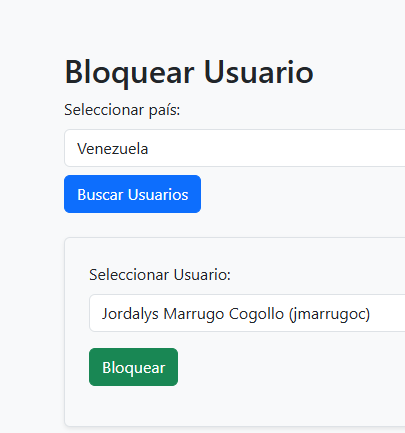 Bloquear Usuario
Seleccionar país:
Venezuela
Buscar Usuarios
Seleccionar Usuario:
Jordalys Marrugo Cogollo (jmarrugoc)
Bloquear